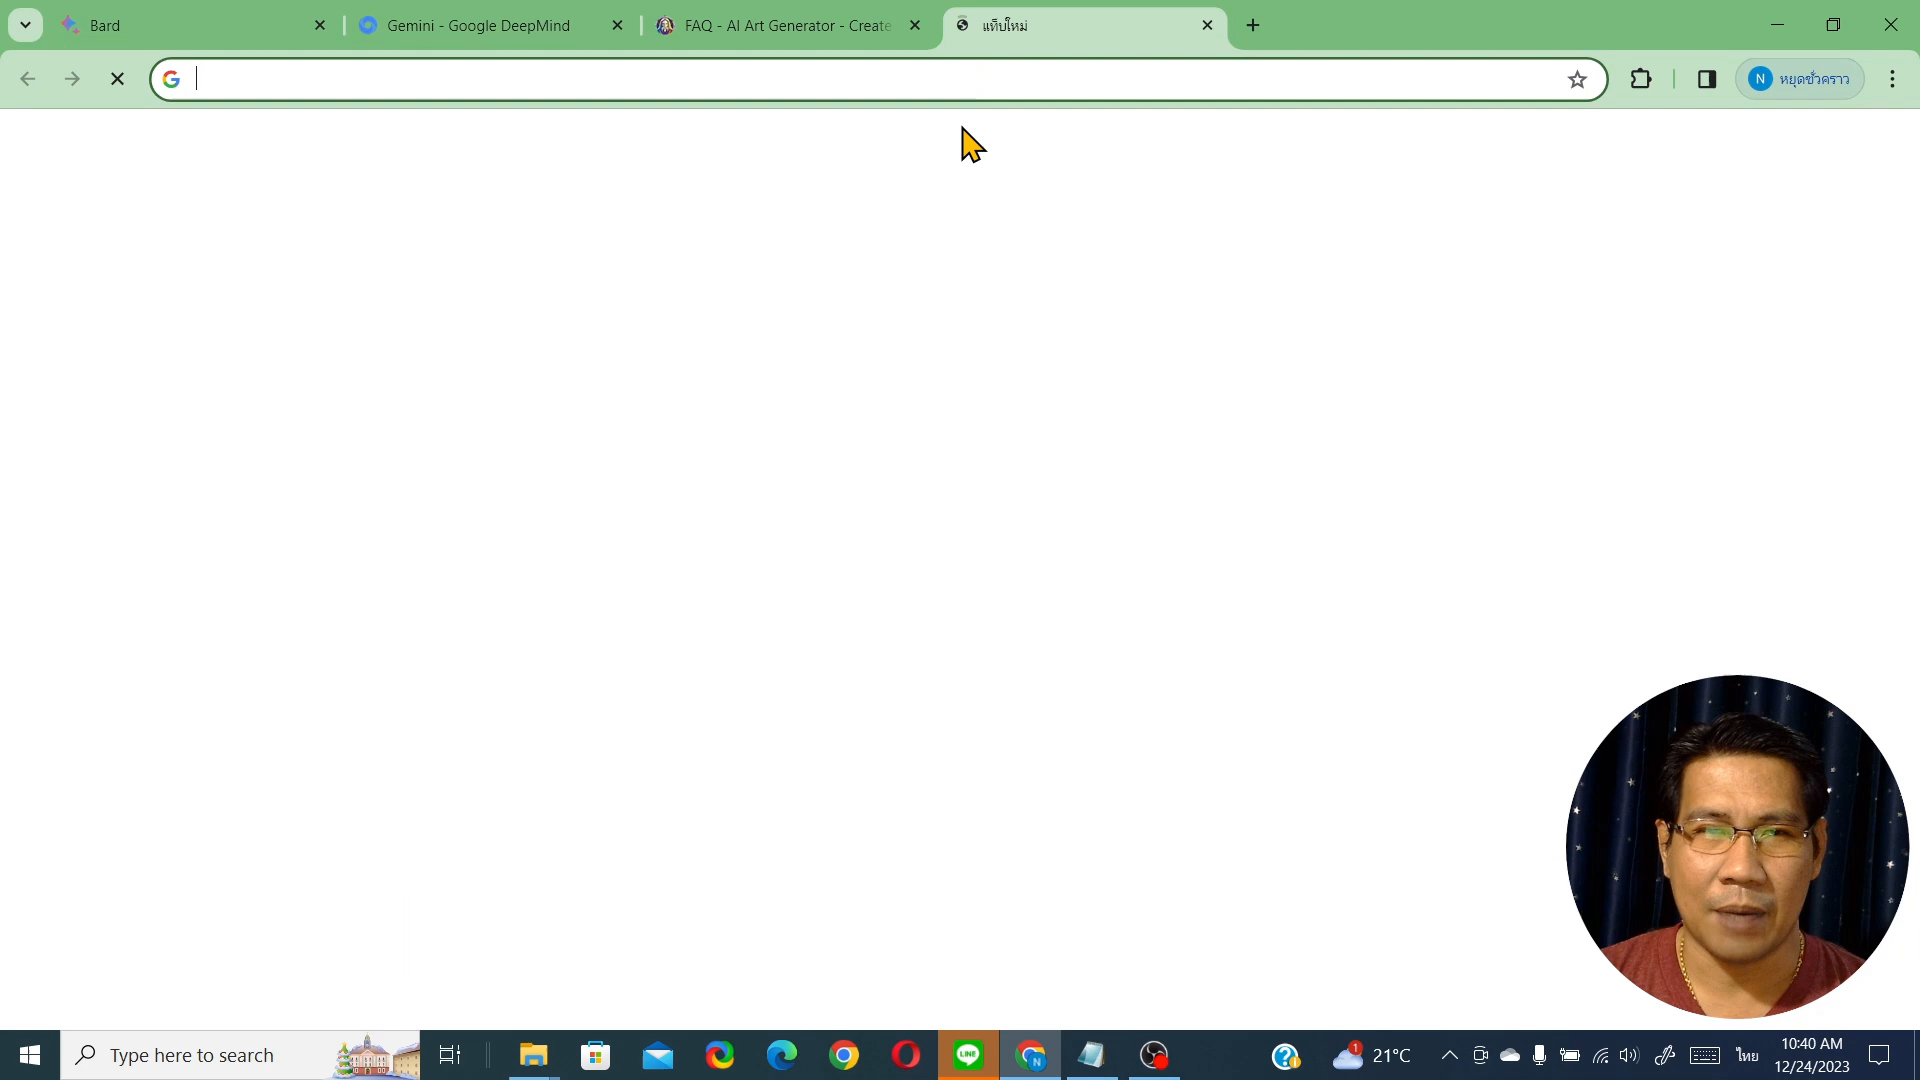 Bard
Gemini - Google DeepMind
FAQ - AI Art Generator - Create
แท็บใหม่
N
หยุดชั่วคราว
Type here to search
LINE
N
1
21°C
ไทย
10:40 AM
12/24/2023